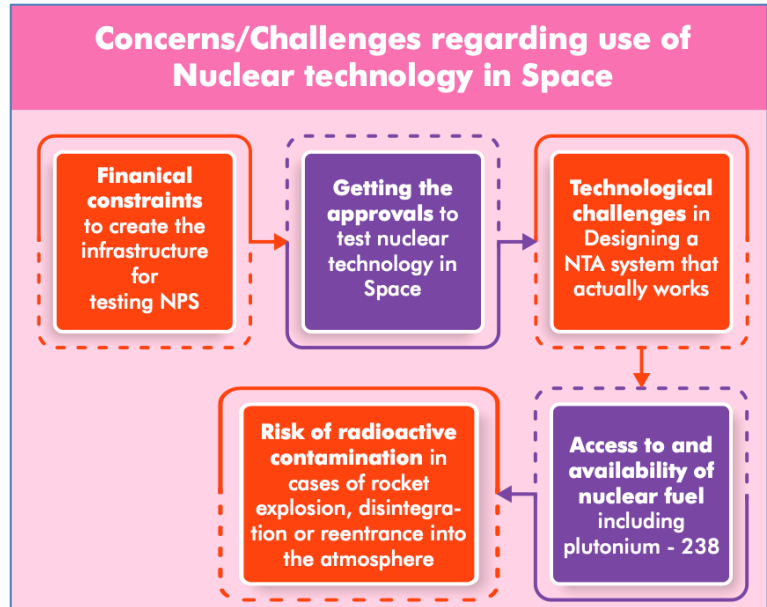 Concerns/Challenges regarding use of
Nuclear technology in Space
Finanical
constraints
to create the
infrastructure
for
testing NPS
Getting the
approvals to
test nuclear
technology in
Space
Technological
challenges in
Designing a
NTA system that
actually works
Access to and
availability of
nuclear fuel
including
plutonium - 238
Risk of radioactive
contamination in
cases of rocket
explosion, disintegra-
tion or reentrance into
the atmosphere